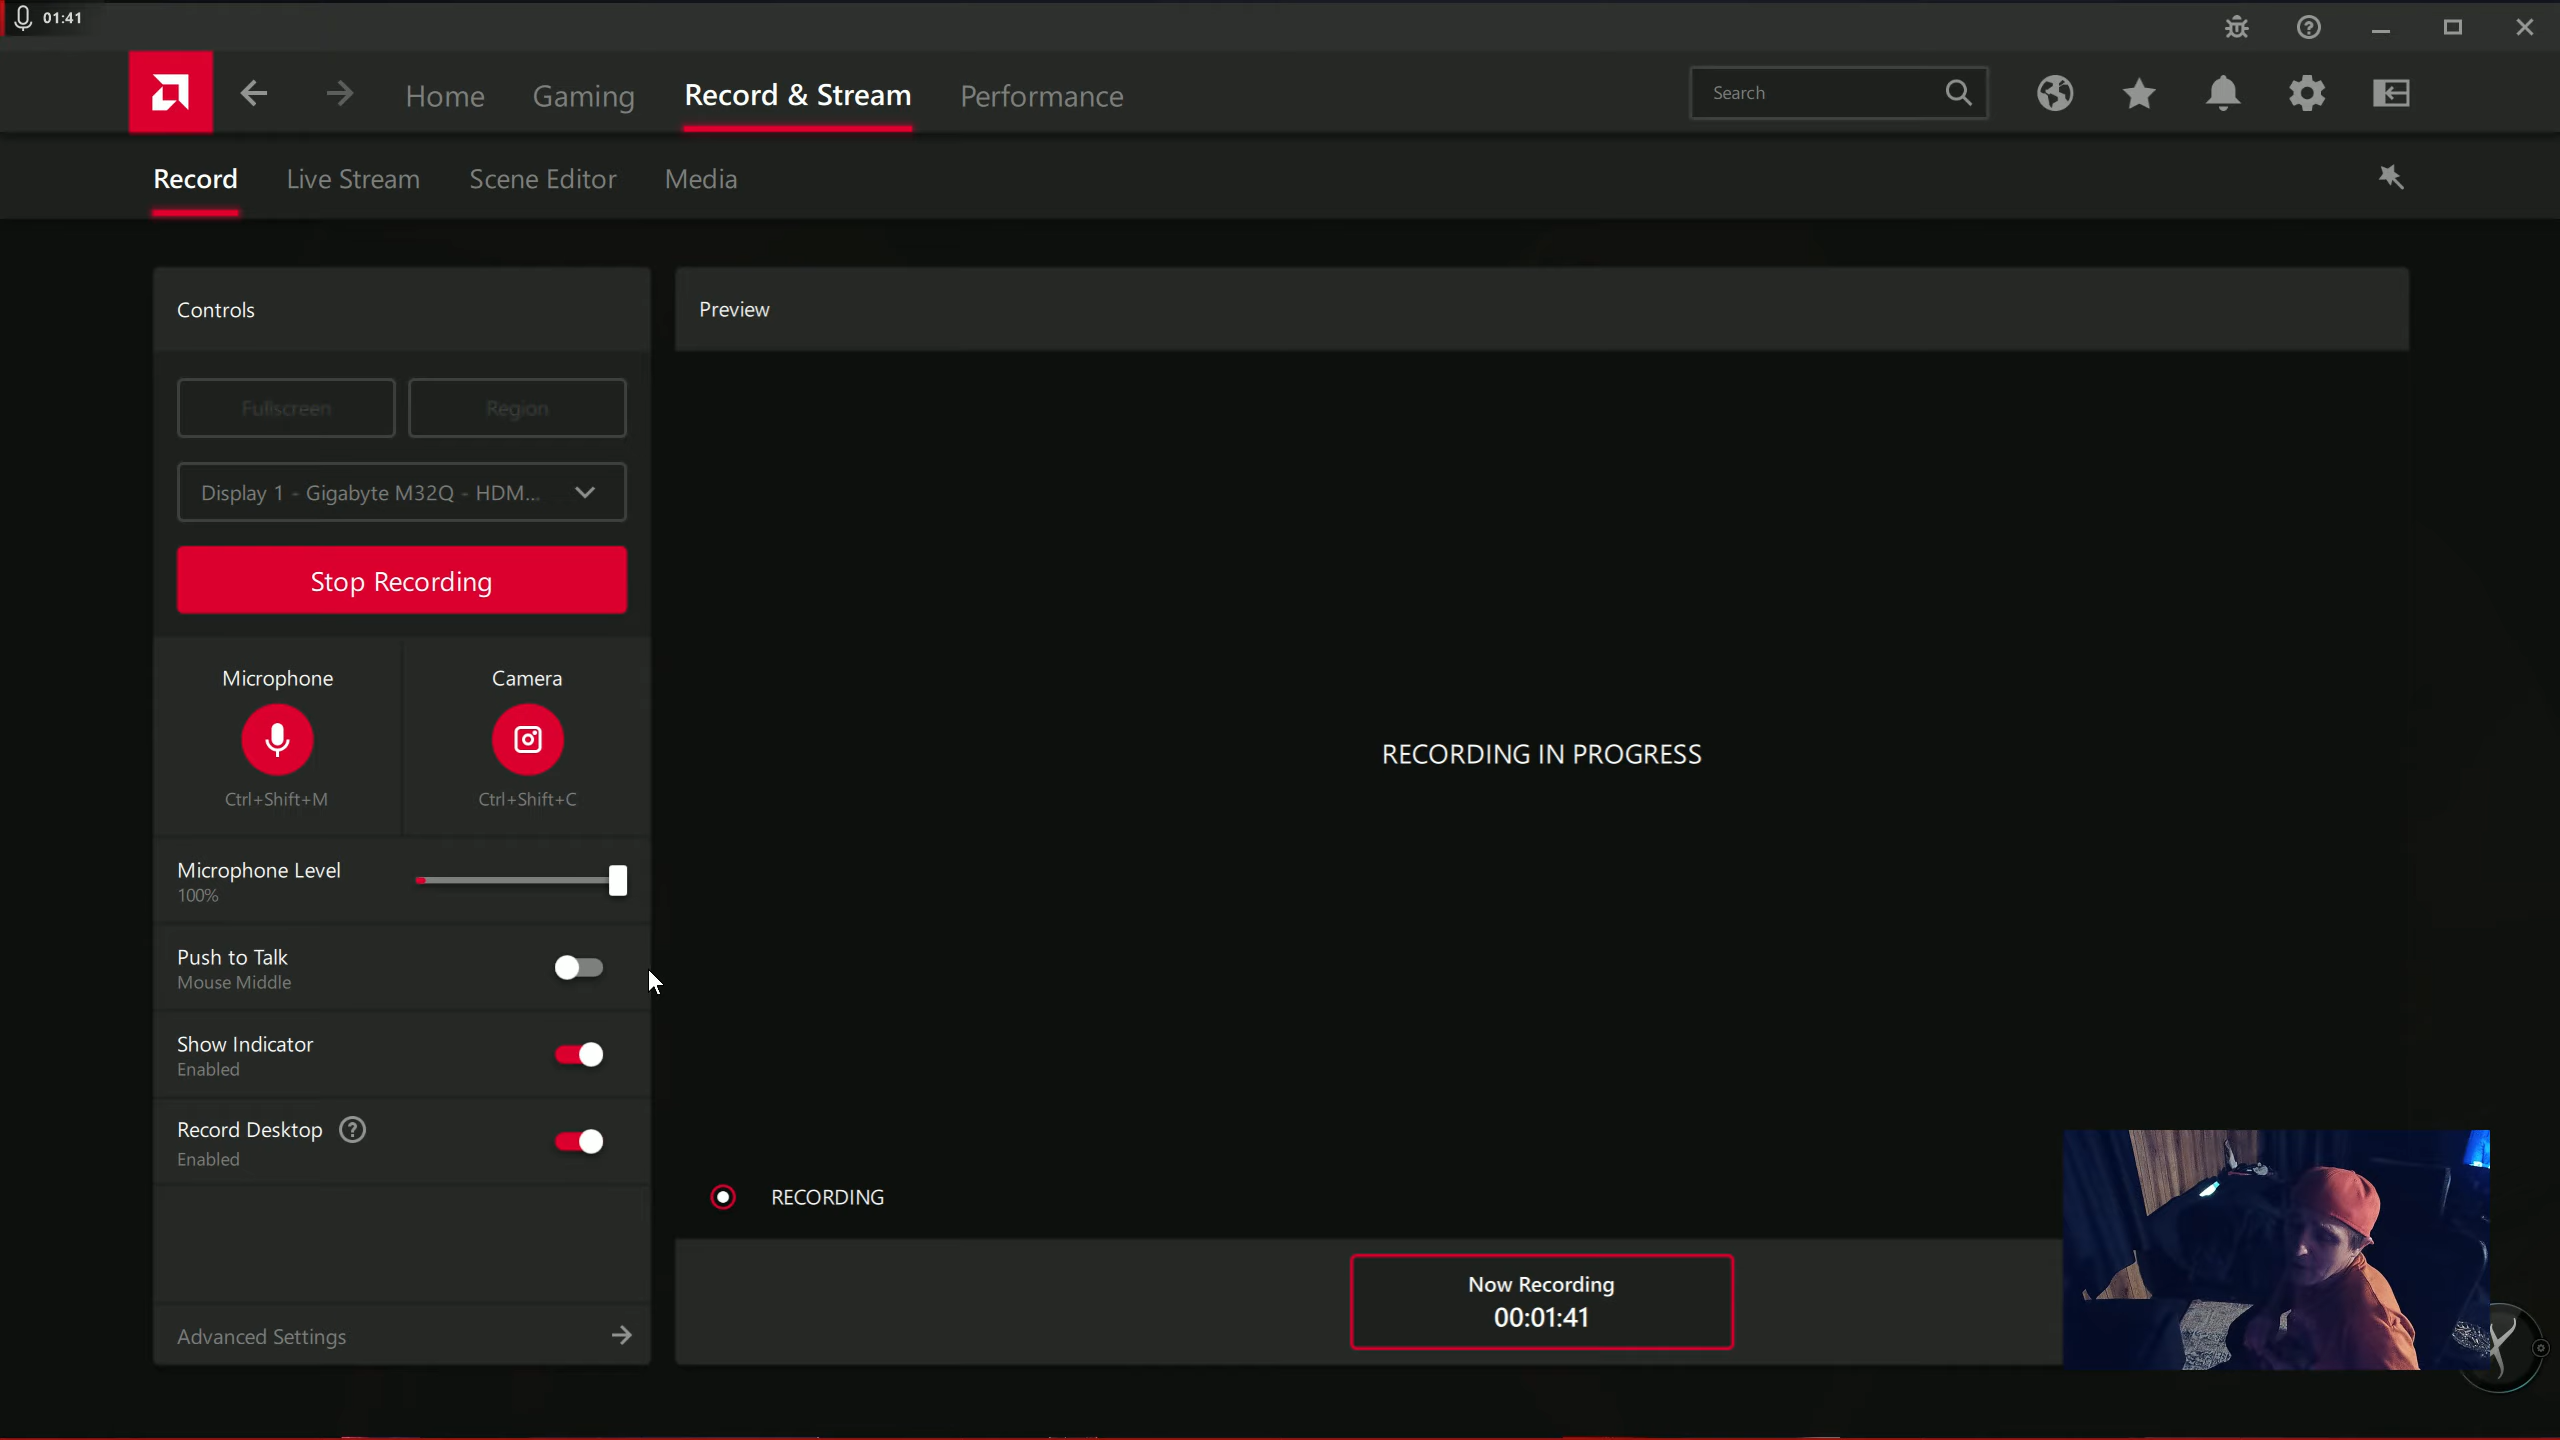 01:41
Home
Gaming
Record & Stream
Performance
Search
Record
Live Stream
Scene Editor
Media
Controls
Fullscreen
Region
Display 1 - Gigabyte M32Q - HDM...
Stop Recording
Microphone
Camera
Ctrl+Shift+M
Ctrl+Shift+C
Microphone Level
100%
Push to Talk
Mouse Middle
Show Indicator
Enabled
Record Desktop
Enabled
Advanced Settings
Preview
RECORDING IN PROGRESS
RECORDING
Now Recording
00:01:41